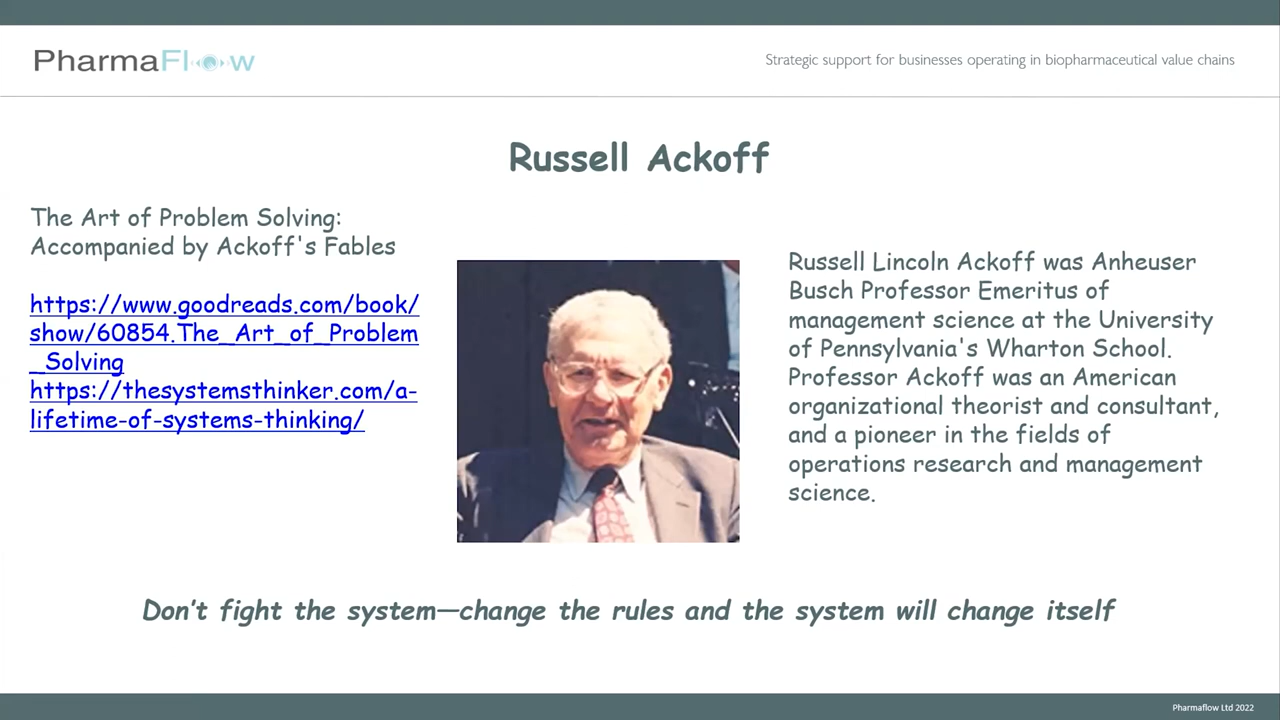 PharmaFlow
Strategic support for businesses operating in biopharmaceutical value chains
Russell Ackoff
The Art of Problem Solving:
Accompanied by Ackoff's Fables
https://www.goodreads.com/book/
show/60854.The_Art_of_Problem
_Solving
https://thesystemsthinker.com/a-
lifetime-of-systems-thinking/
Russell Lincoln Ackoff was Anheuser
Busch Professor Emeritus of
management science at the University
of Pennsylvania's Wharton School.
Professor Ackoff was an American
organizational theorist and consultant,
and a pioneer in the fields of
operations research and management
science.
Don’t fight the system—change the rules and the system will change itself
Pharmaflow Ltd 2022